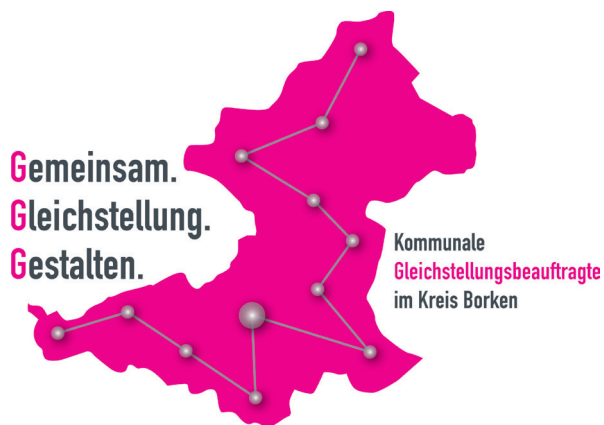 Gemeinsam.
Gleichstellung.
Gestalten.
Kommunale
Gleichstellungsbeauftragte
im Kreis Borken